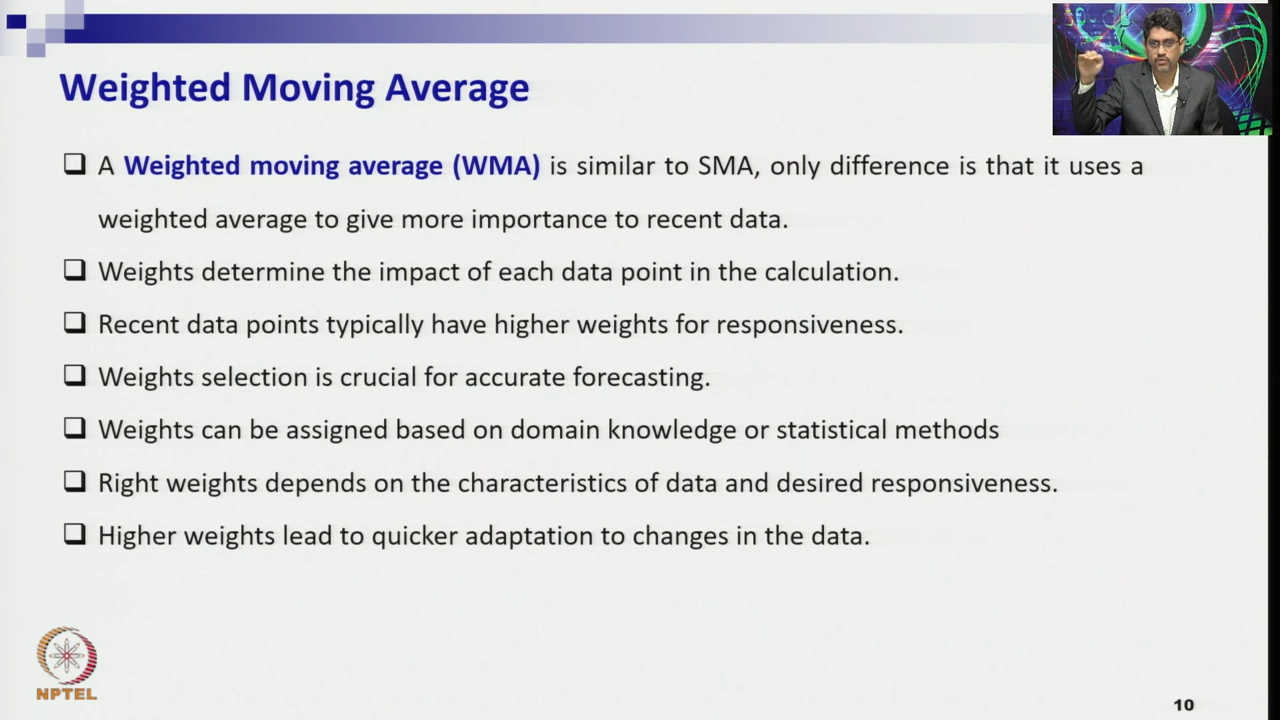 Weighted Moving Average
A Weighted moving average (WMA) is similar to SMA, only difference is that it uses a
weighted average to give more importance to recent data.
Weights determine the impact of each data point in the calculation.
Recent data points typically have higher weights for responsiveness.
Weights selection is crucial for accurate forecasting.
Weights can be assigned based on domain knowledge or statistical methods
Right weights depends on the characteristics of data and desired responsiveness.
Higher weights lead to quicker adaptation to changes in the data.
NPTEL
10